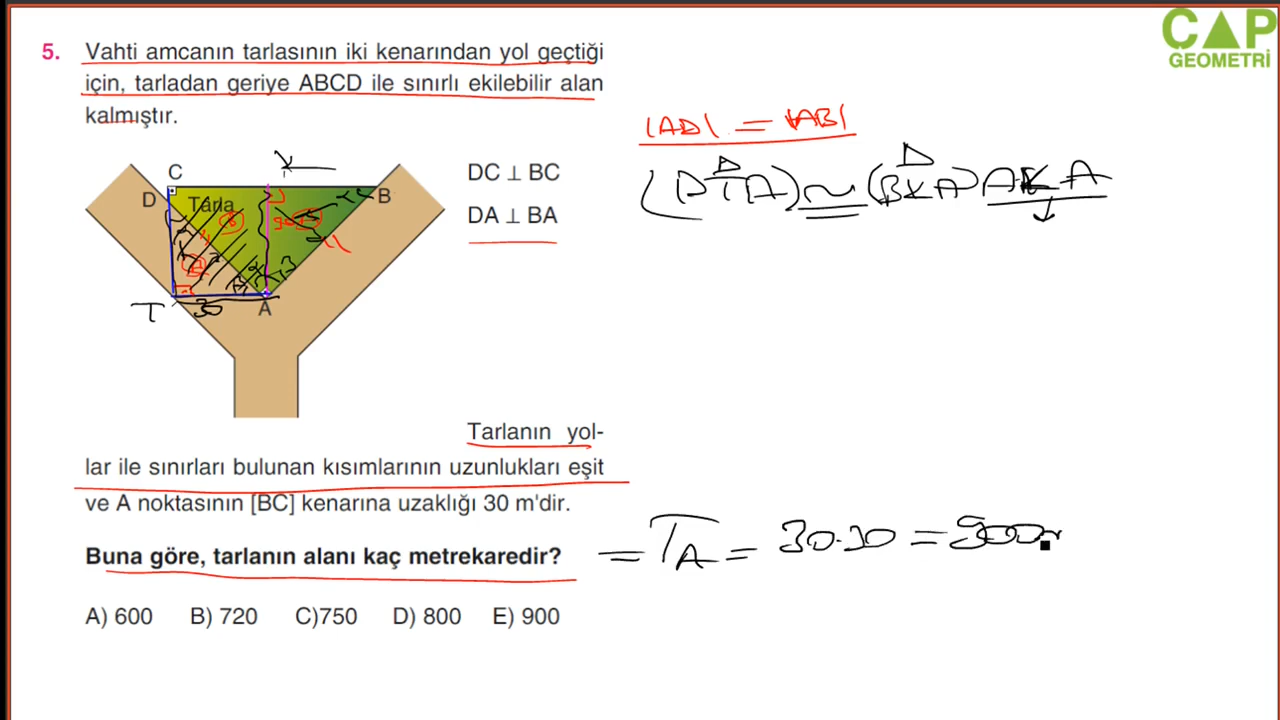 ÇAP
GEOMETRİ
5. Vahti amcanın tarlasının iki kenarından yol geçtiği
için, tarladan geriye ABCD ile sınırlı ekilebilir alan
kalmıştır.
|AD| = |AB|
C
D
Tarla
B
A
T
30
DC ⊥ BC
DA ⊥ BA
Tarlanın yol-
lar ile sınırları bulunan kısımlarının uzunlukları eşit
ve A noktasının [BC] kenarına uzaklığı 30 m'dir.
Buna göre, tarlanın alanı kaç metrekaredir?
= TA = 30.30 = 900
A) 600 B) 720 C)750 D) 800 E) 900